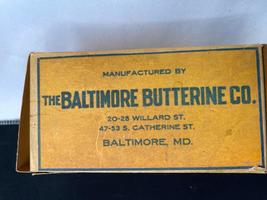 MANUFACTURED BY
THE BALTIMORE BUTTERINE CO.
20-28 WILLARD ST.
47-53 S. CATHERINE ST.
BALTIMORE, MD.